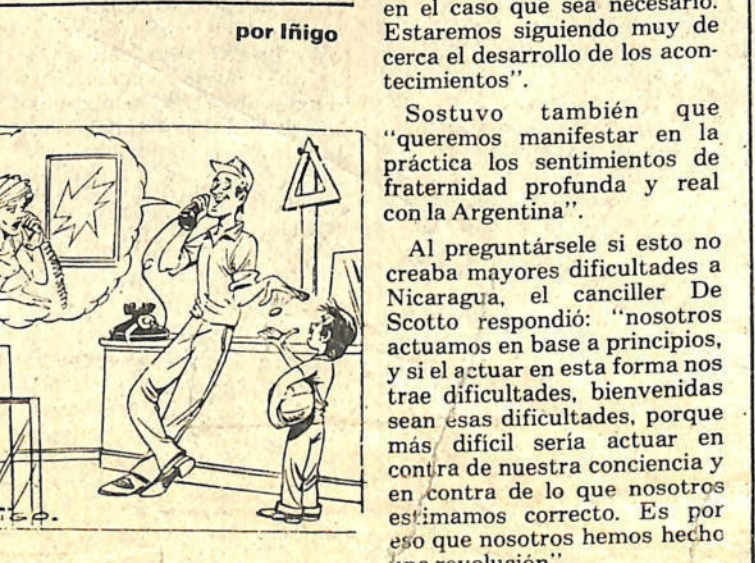 por Iñigo
en el caso que sea necesario.
Estaremos siguiendo muy de
cerca el desarrollo de los acon-
tecimientos".
Sostuvo también que
"queremos manifestar en la
práctica los sentimientos de
fraternidad profunda y real
con la Argentina".
Al preguntársele si esto no
creaba mayores dificultades a
Nicaragua, el canciller De
Scotto respondió: "nosotros
actuamos en base a principios,
y si el actuar en esta forma nos
trae dificultades, bienvenidas
sean esas dificultades, porque
más difícil sería actuar en
contra de nuestra conciencia y
en contra de lo que nosotros
estimamos correcto. Es por
eso que nosotros hemos hecho
una revolución"